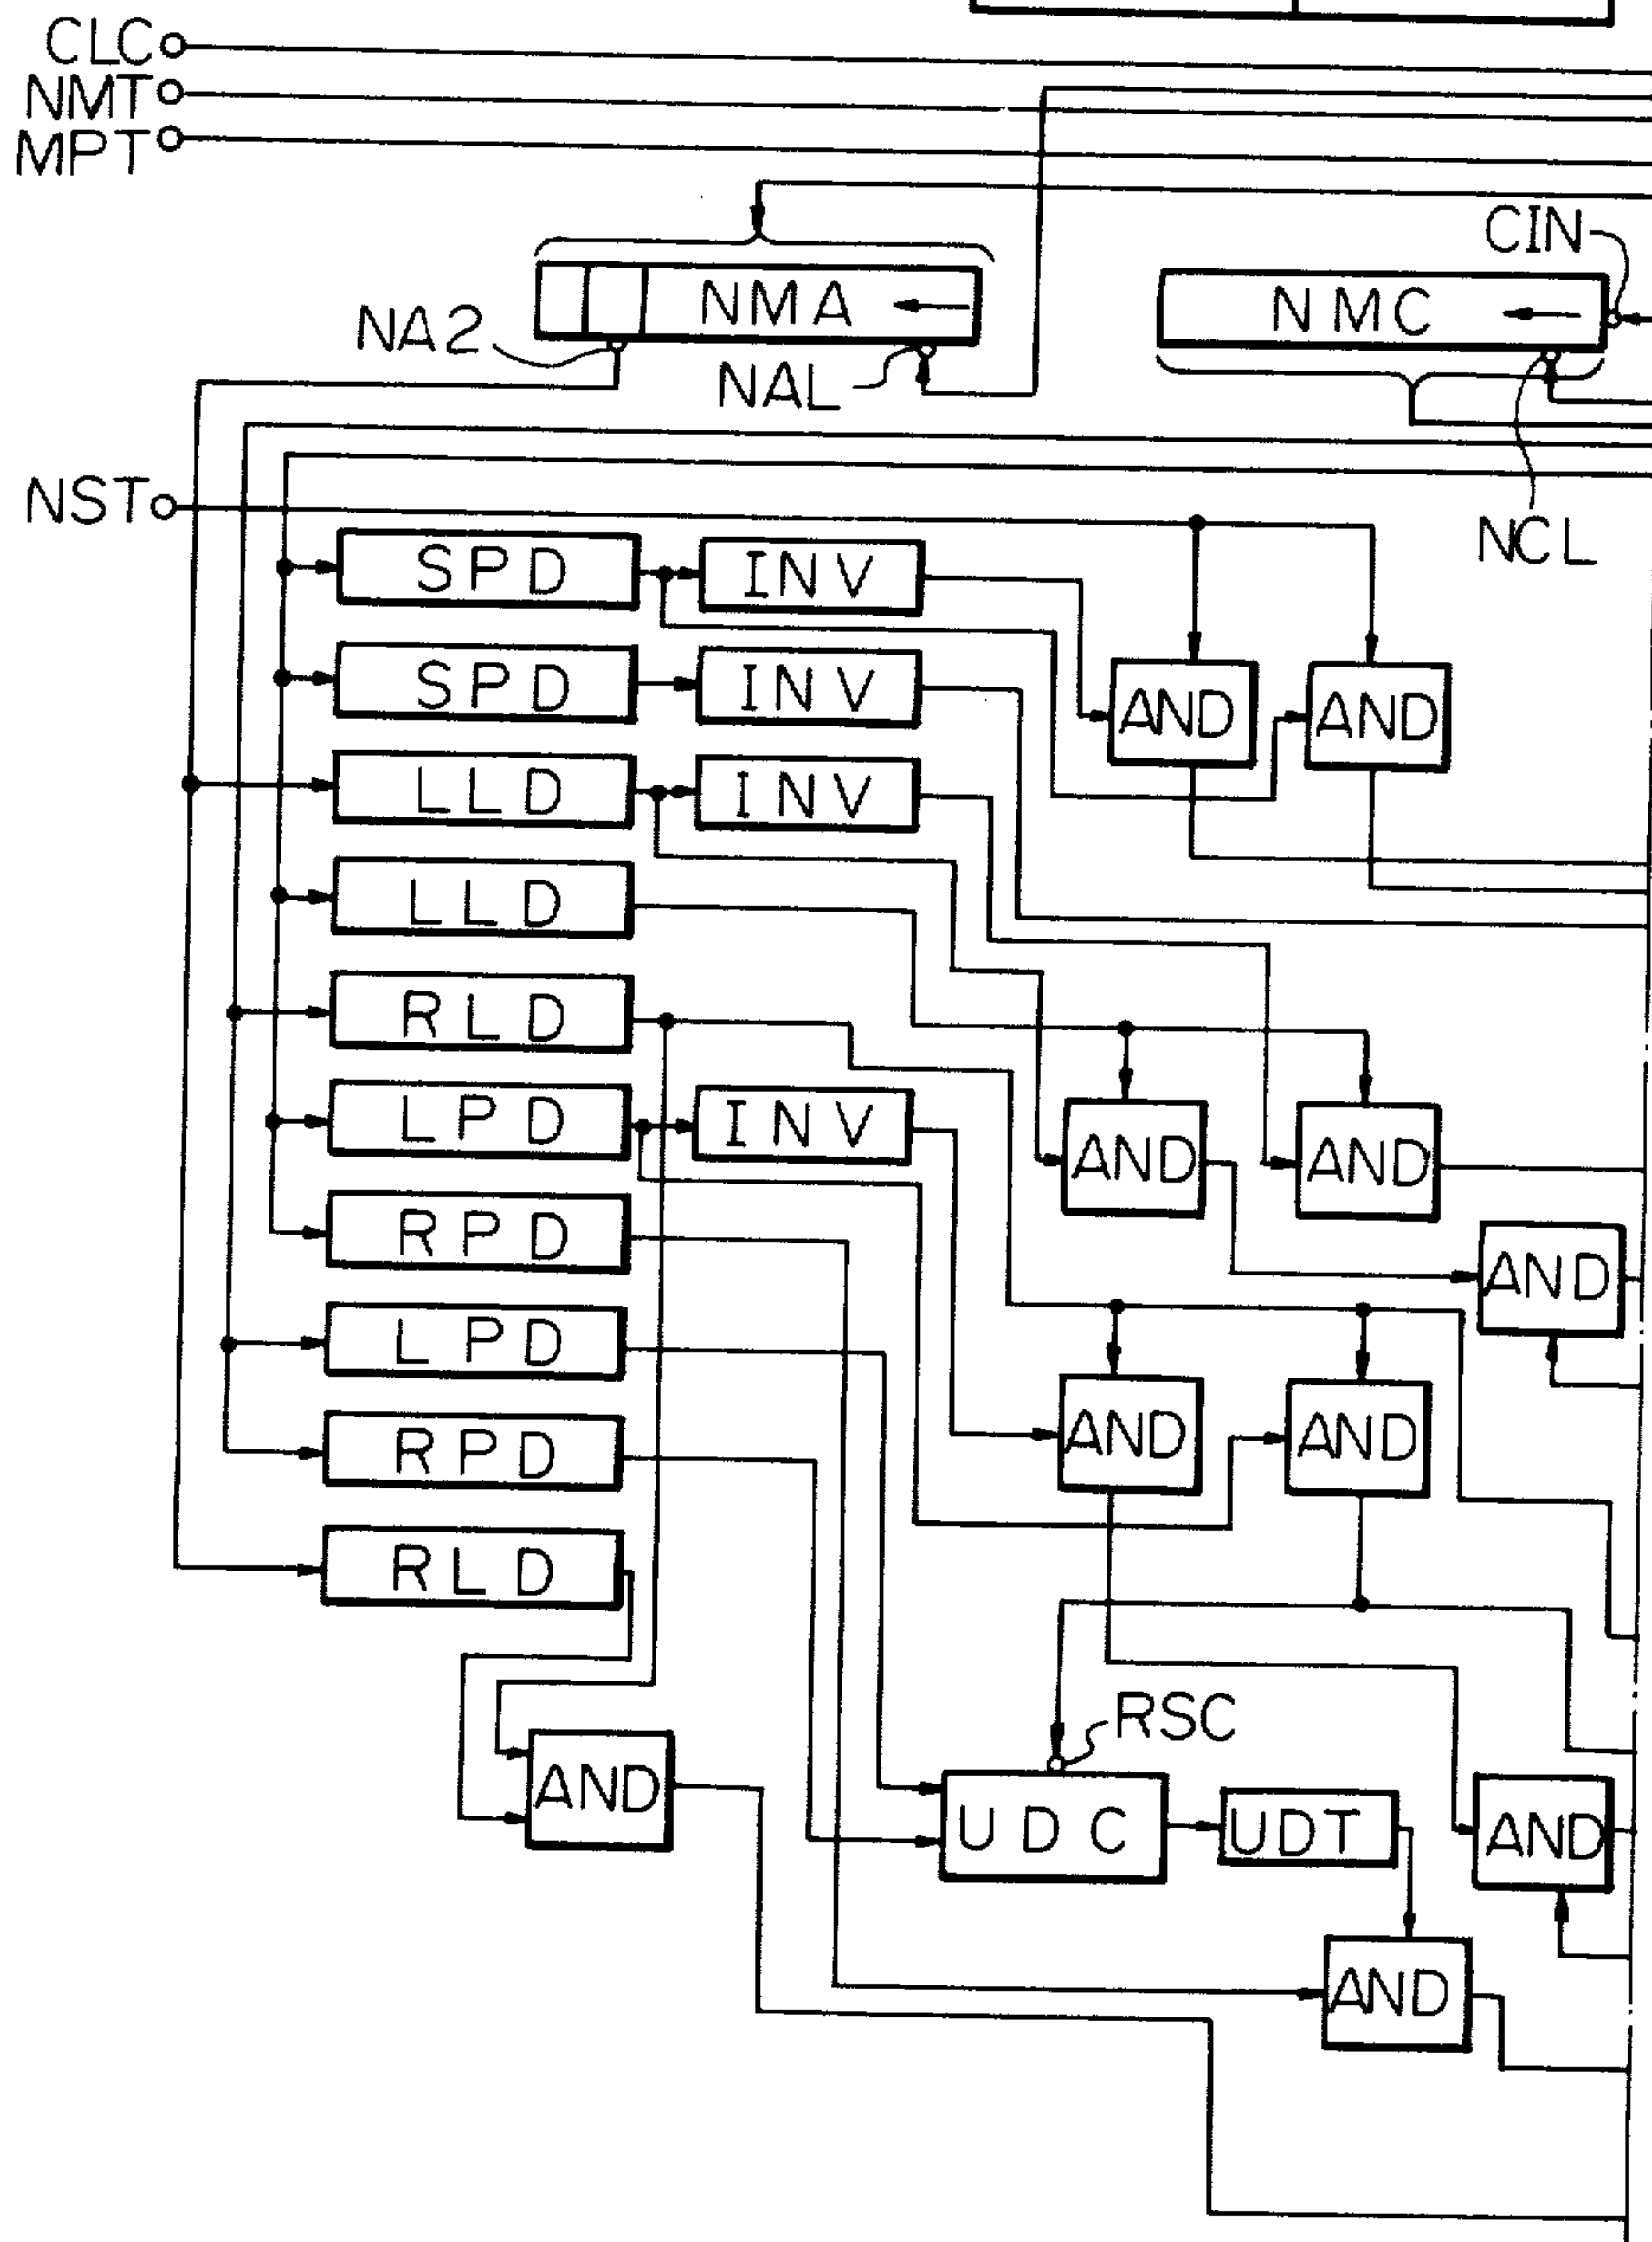 CLC
NMT
MPT
CIN
NMA
NMC
NA2
NAL
NST
NCL
SPD INV
SPD INV
AND AND
LLD INV
LLD
RLD
LPD INV
AND AND
RPD
AND
LPD
AND AND
RPD
RLD
RSC
AND
UDC UDT AND
AND